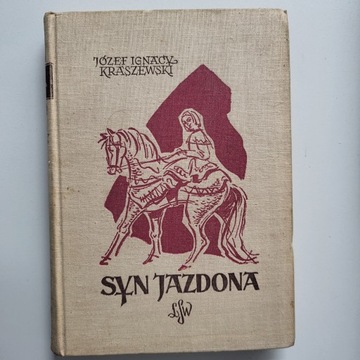 JÓZEF IGNACY
KRASZEWSKI
SYN JAZDONA
LSW